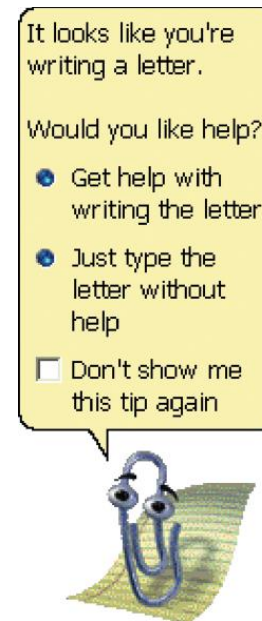 It looks like you're
writing a letter.
Would you like help?
Get help with
writing the letter
Just type the
letter without
help
Don't show me
this tip again